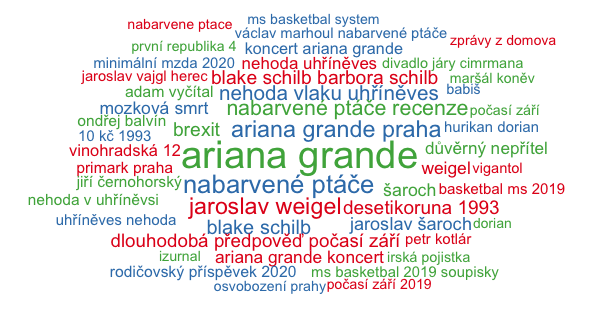 ms basketbal system
nabarvene ptace
václav marhoul nabarvené ptáče
zprávy z domova
první republika 4
koncert ariana grande
minimální mzda 2020
nehoda uhříněves
divadlo járy cimrmana
jaroslav vajgl herec
blake schilb barbora schilb
maršál koněv
adam vyčítal
nehoda vlaku uhříněves
babiš
mozková smrt
nabarvené ptáče recenze
počasí září
ondřej balvín
10 kč 1993
brexit
ariana grande praha
hurikan dorian
vinohradská 12
ariana grande
důvěrný nepřítel
primark praha
weigel
vigantol
jiří černohorský
nabarvené ptáče
šaroch
basketbal ms 2019
nehoda v uhříněvsi
jaroslav weigel
desetikoruna 1993
uhříněves nehoda
blake schilb
jaroslav šaroch
dorian
dlouhodobá předpověď počasí září
petr kotlár
izurnal
ariana grande koncert
irská pojistka
rodičovský příspěvek 2020
ms basketbal 2019 soupisky
osvobození prahy
počasí září 2019